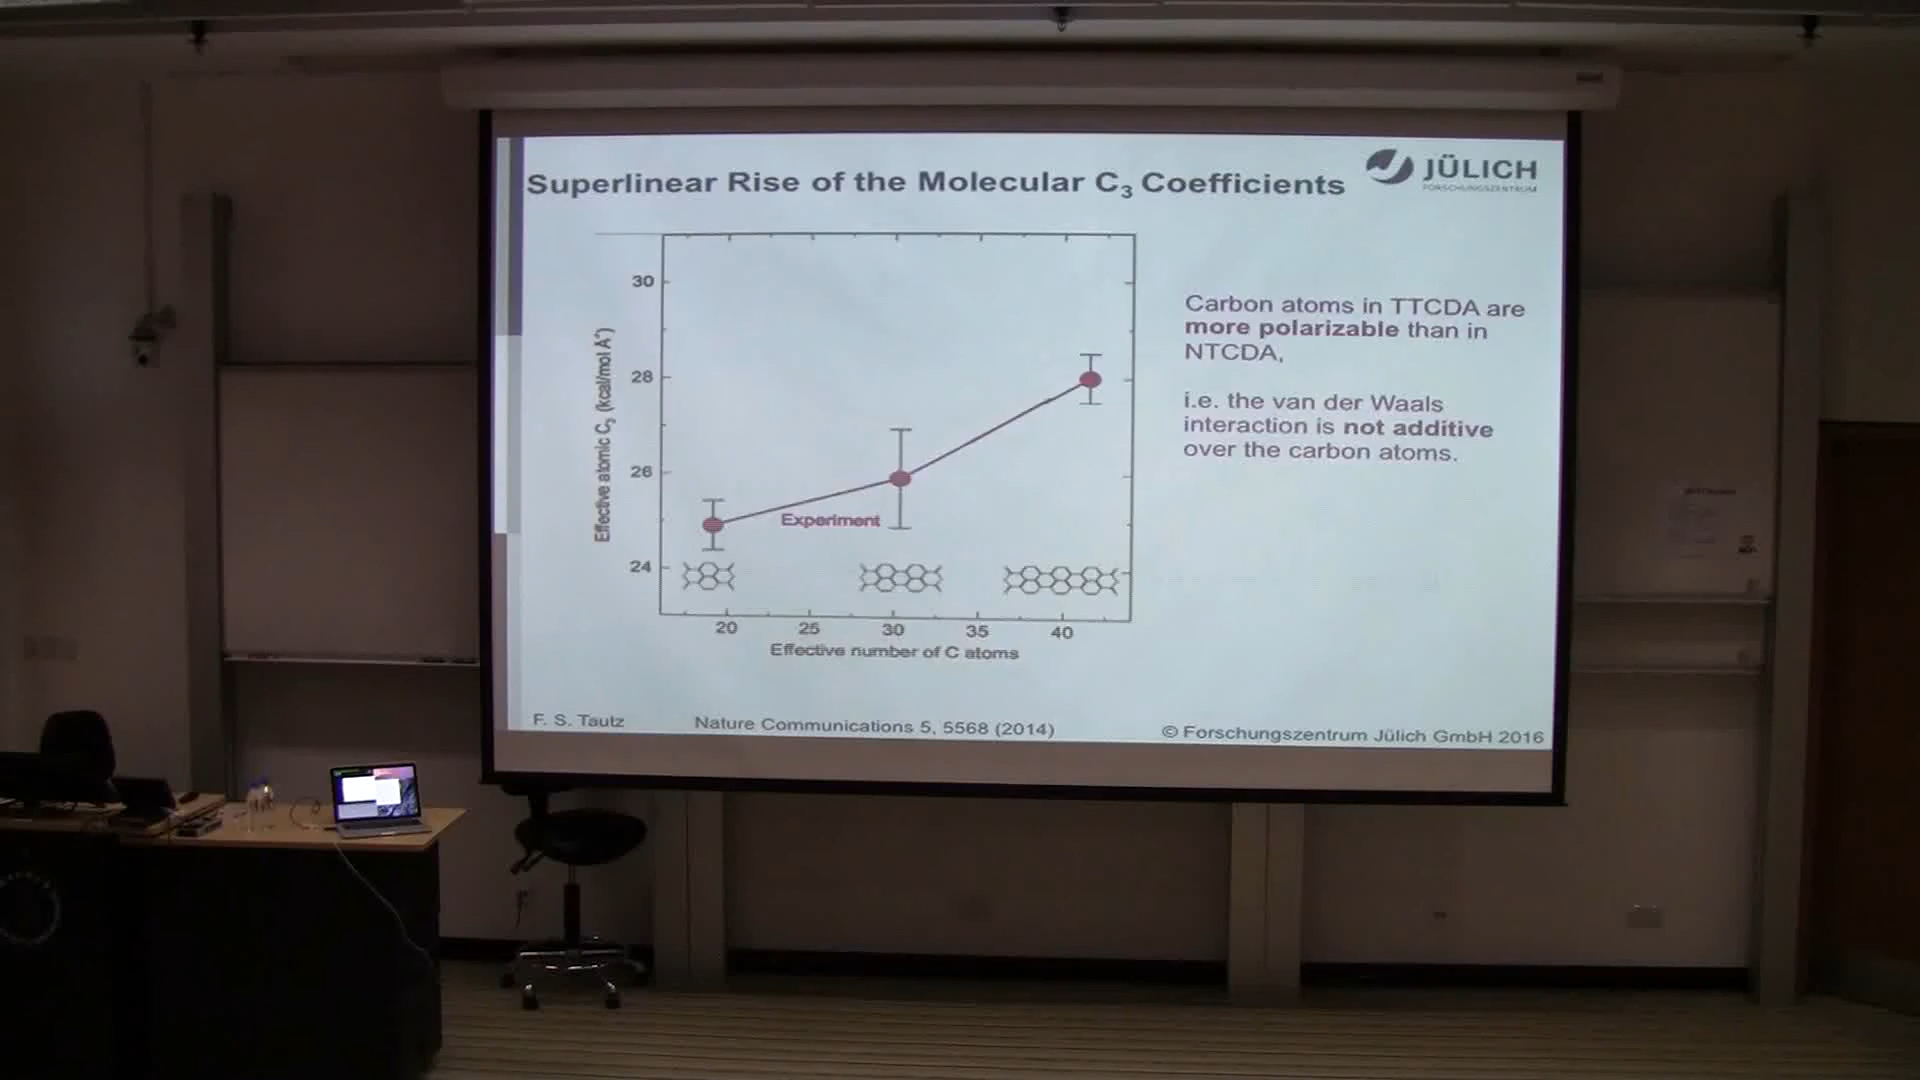 Superlinear Rise of the Molecular C3 Coefficients
JÜLICH
FORSCHUNGSZENTRUM
30
28
26
24
Effective atomic C3 (kcal/mol Å³)
Experiment
20 25 30 35 40
Effective number of C atoms
Carbon atoms in TTCDA are
more polarizable than in
NTCDA,
i.e. the van der Waals
interaction is not additive
over the carbon atoms.
F. S. Tautz
Nature Communications 5, 5568 (2014)
© Forschungszentrum Jülich GmbH 2016